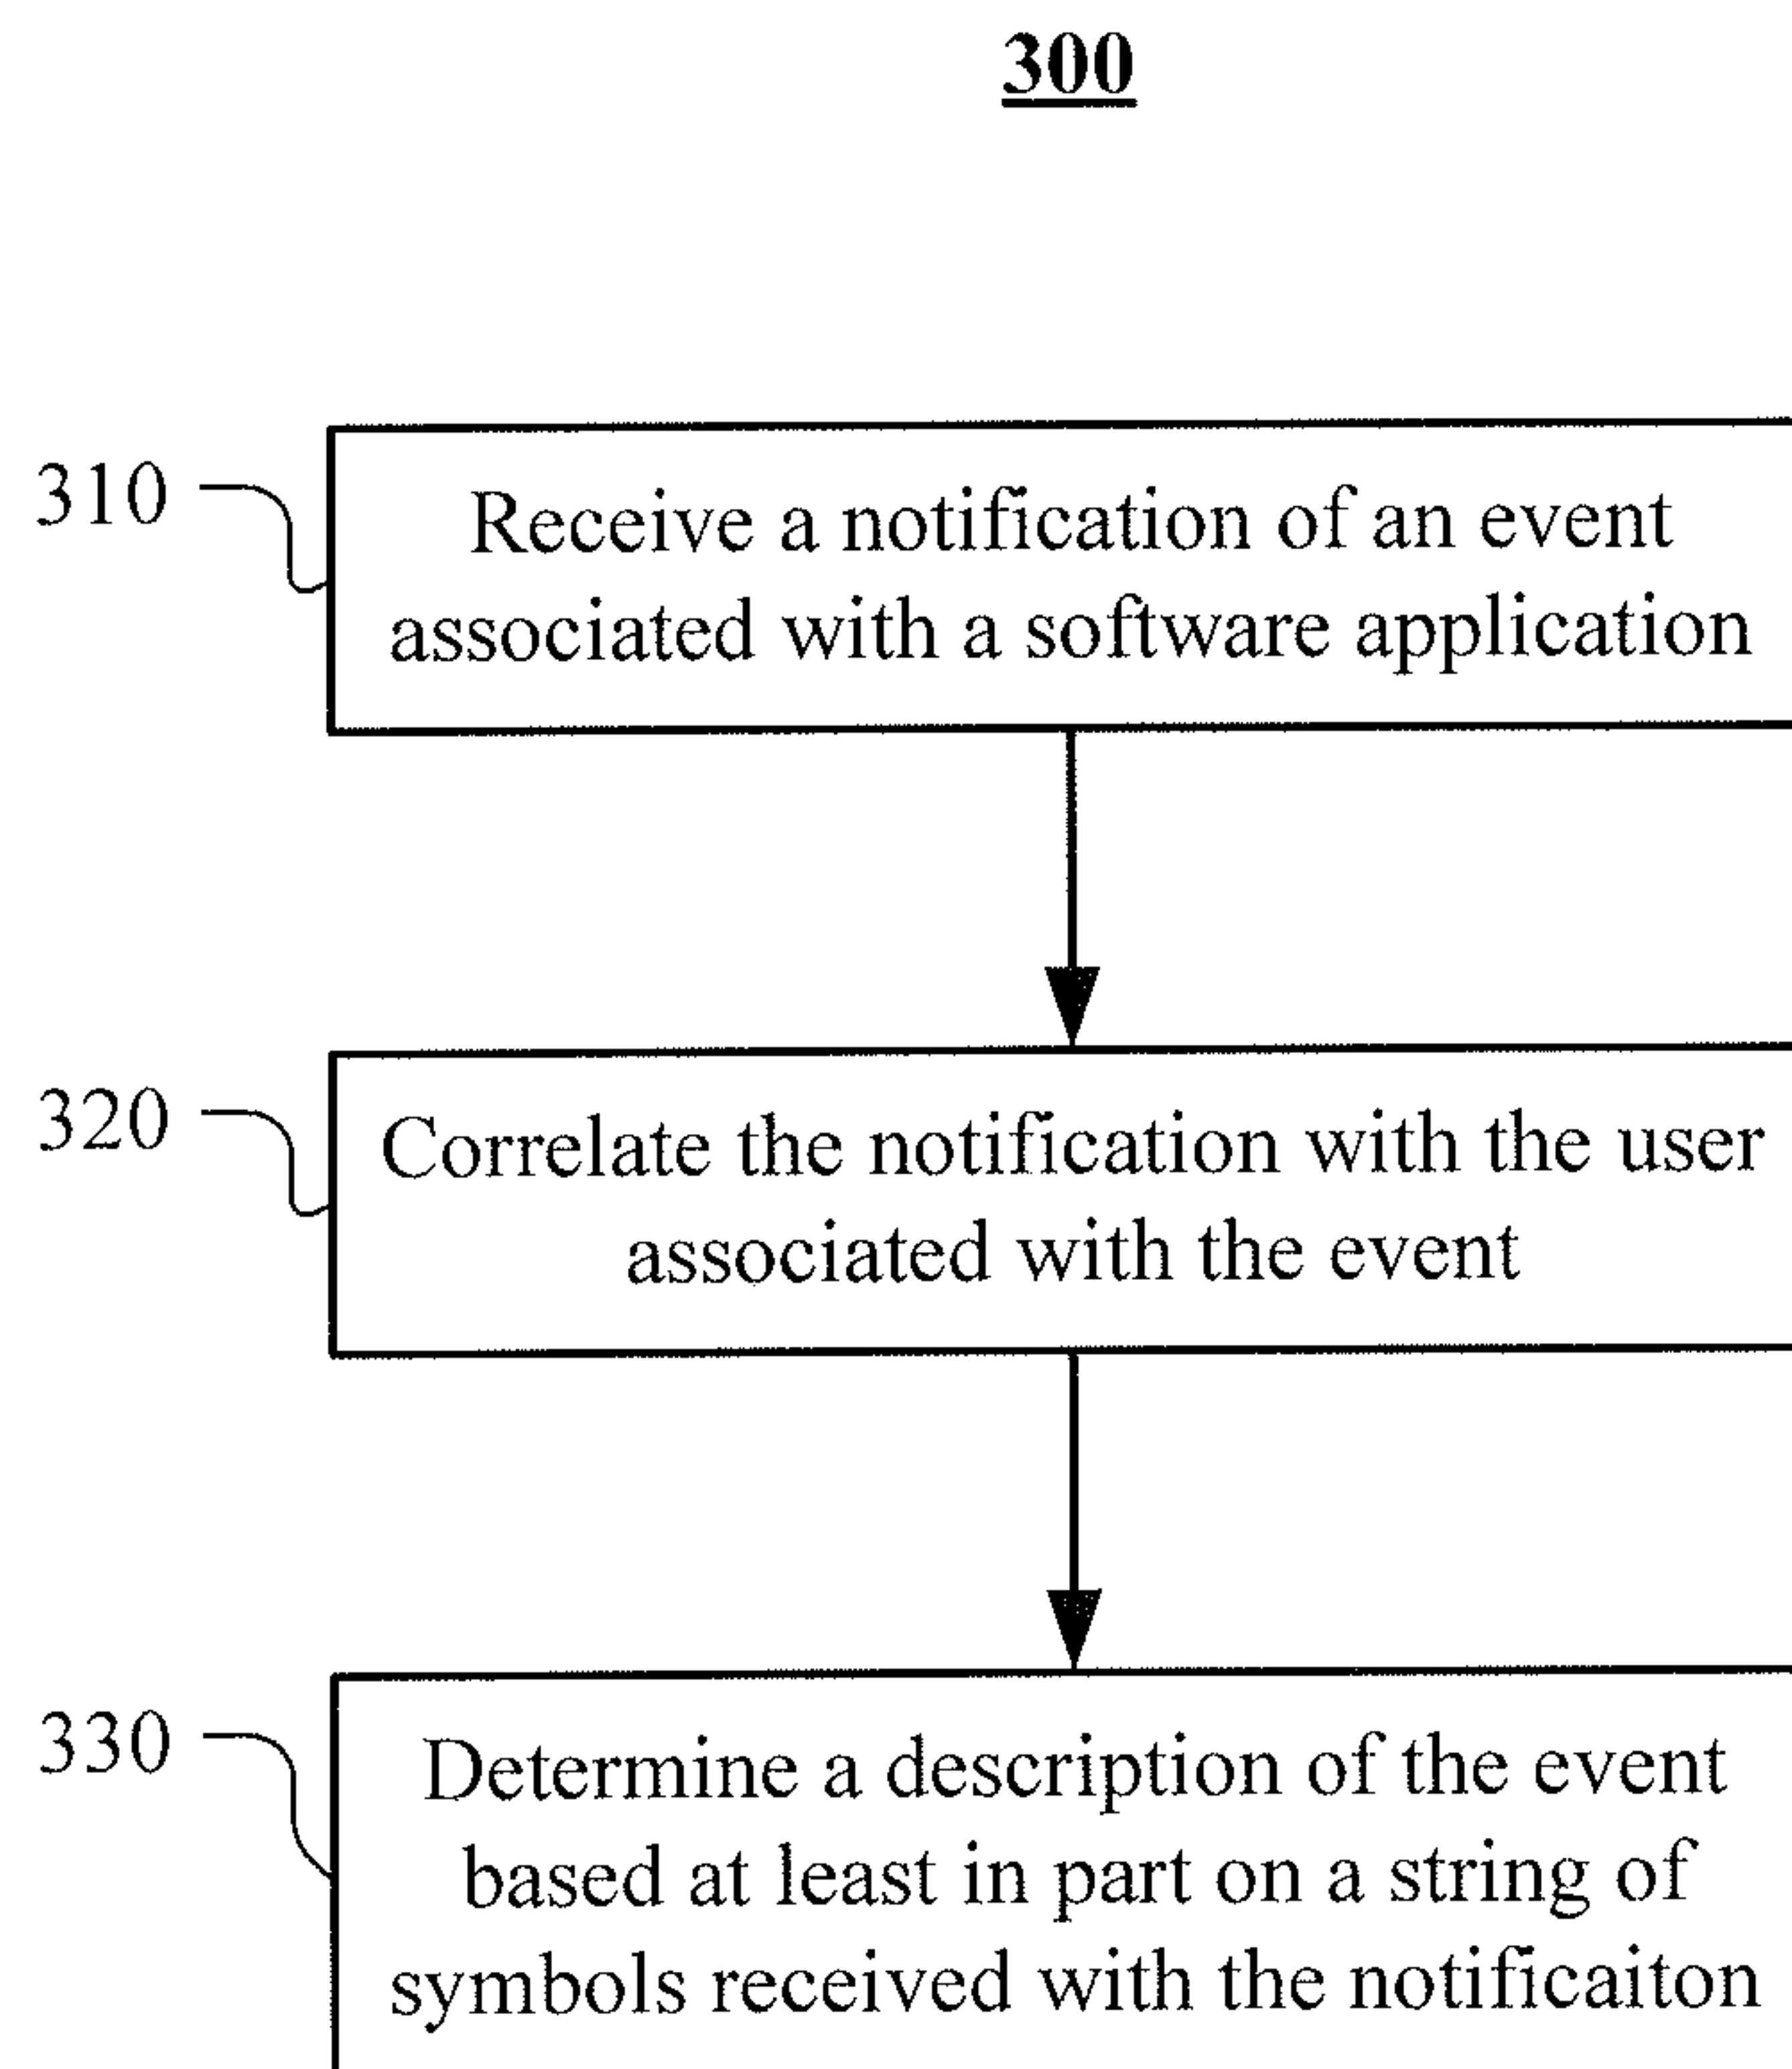 300
310
Receive a notification of an event
associated with a software application
320
Correlate the notification with the user
associated with the event
330
Determine a description of the event
based at least in part on a string of
symbols received with the notificaiton